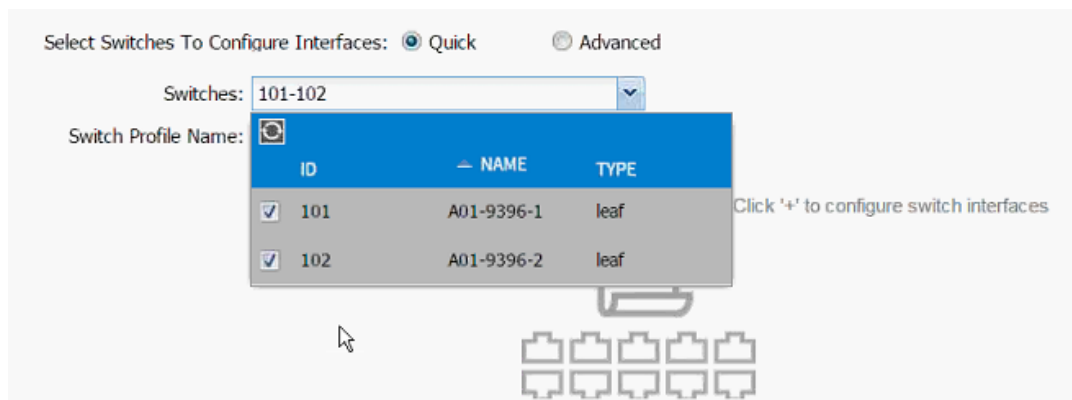 Select Switches To Configure Interfaces: Quick Advanced
Switches: 101-102
Switch Profile Name:
ID NAME TYPE
101 A01-9396-1 leaf
Click '+' to configure switch interfaces
102 A01-9396-2 leaf